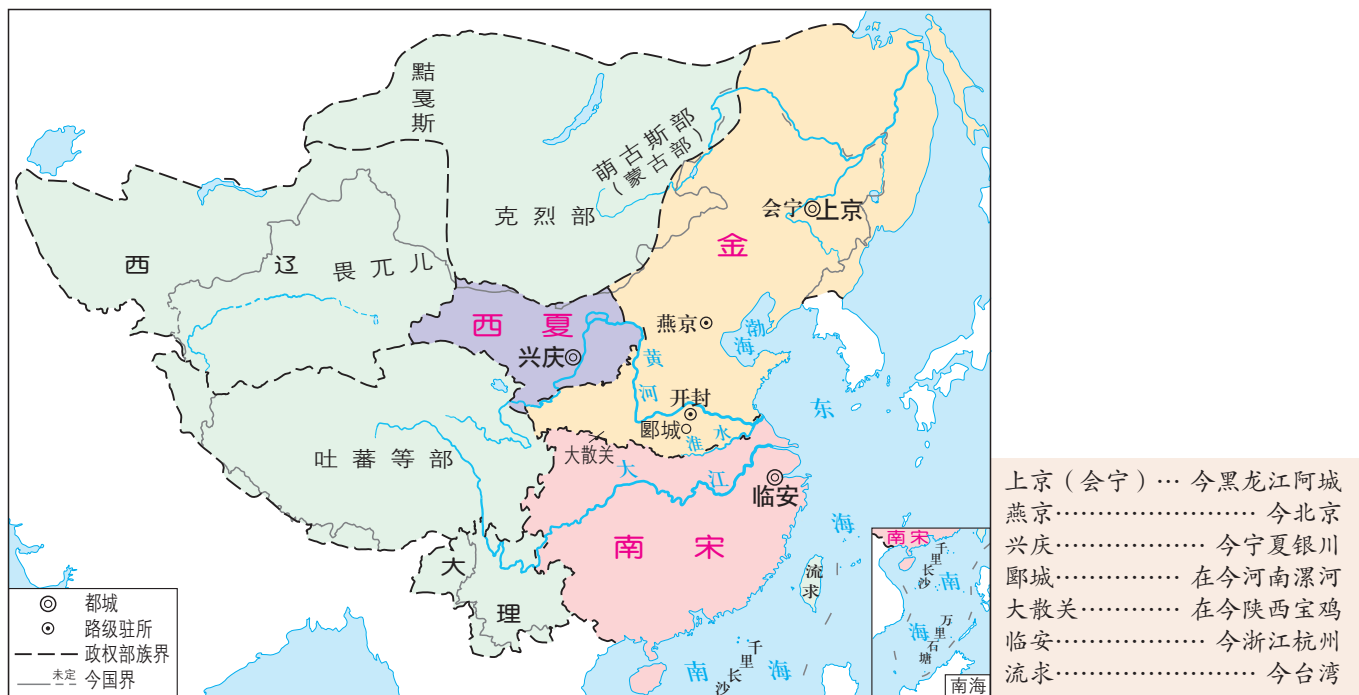 黠戛斯
萌古斯部
（蒙古部）
克烈部
会宁
上京
金
西辽
畏兀儿
西夏
兴庆
燕京
渤海
黄河
开封
郾城
淮水
东海
大散关
吐蕃等部
大江
临安
南宋
大理
流求
南海
千里长沙
都城
路级驻所
政权部族界
未定
今国界
南宋
千里长沙
南海
万里石塘
南海
上京（会宁）… 今黑龙江阿城
燕京…………………… 今北京
兴庆……………… 今宁夏银川
郾城…………… 在今河南漯河
大散关………… 在今陕西宝鸡
临安……………… 今浙江杭州
流求…………………… 今台湾